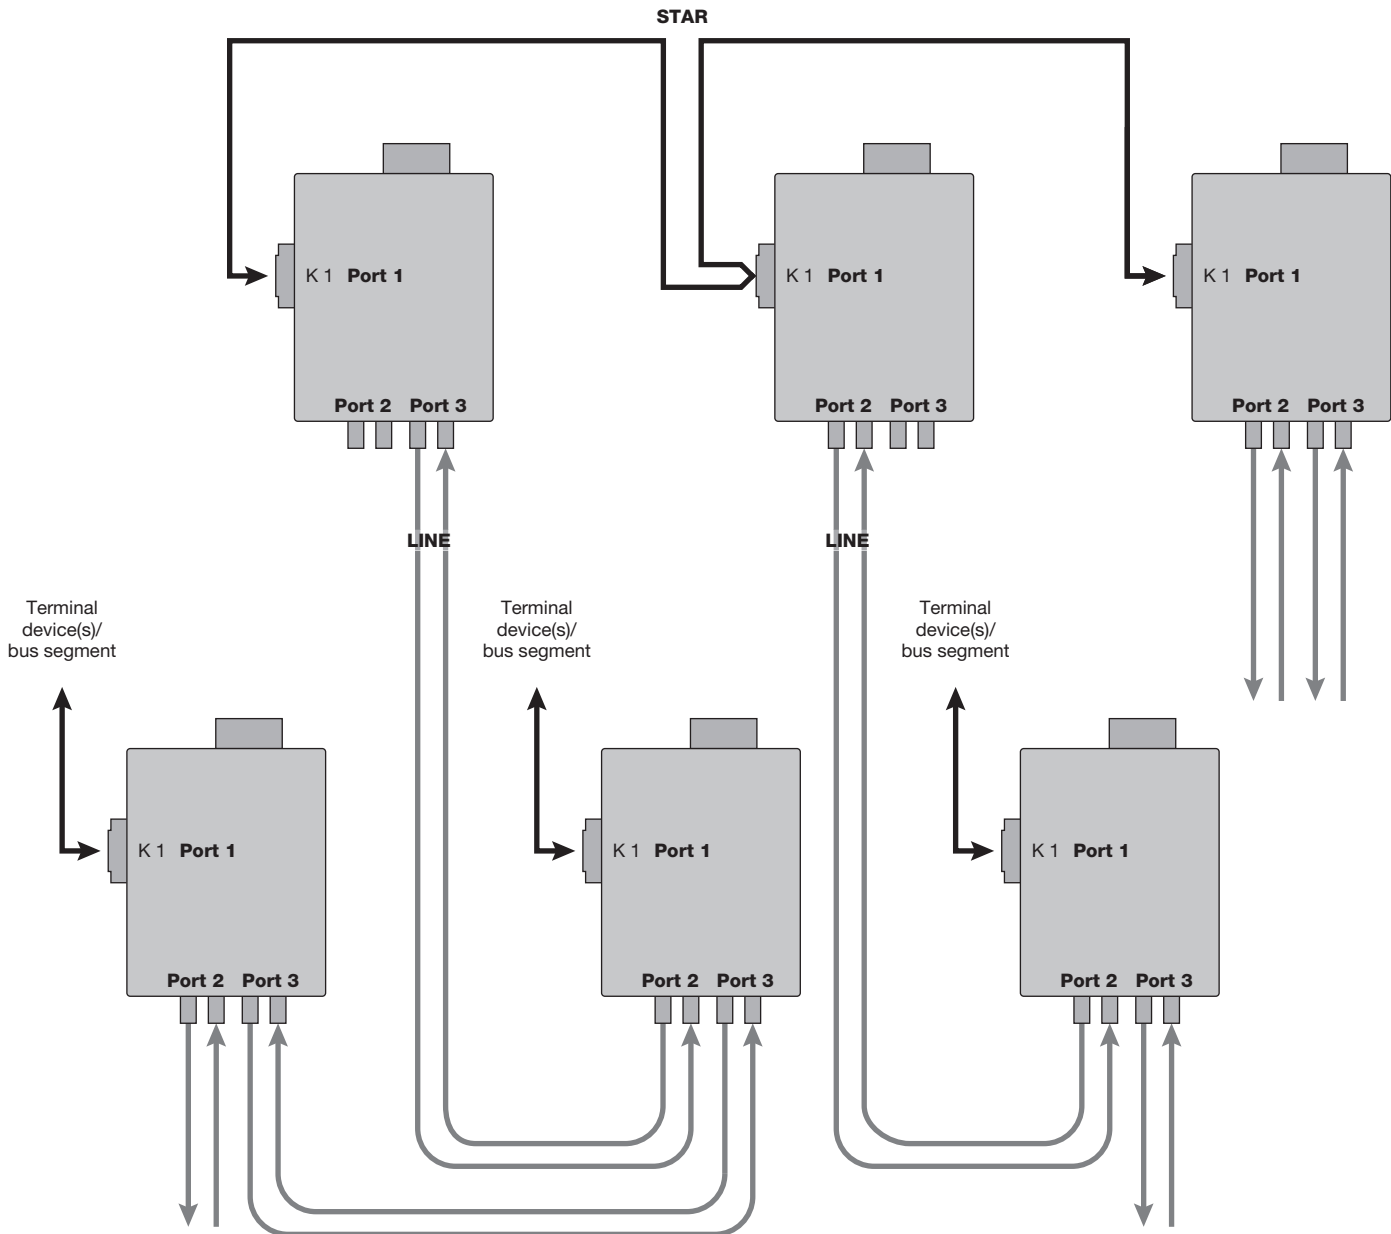 STAR
K 1 Port 1
K 1 Port 1
K 1 Port 1
Port 2 Port 3
Port 2 Port 3
Port 2 Port 3
LINE
LINE
Terminal
device(s)/
bus segment
Terminal
device(s)/
bus segment
Terminal
device(s)/
bus segment
K 1 Port 1
K 1 Port 1
K 1 Port 1
Port 2 Port 3
Port 2 Port 3
Port 2 Port 3